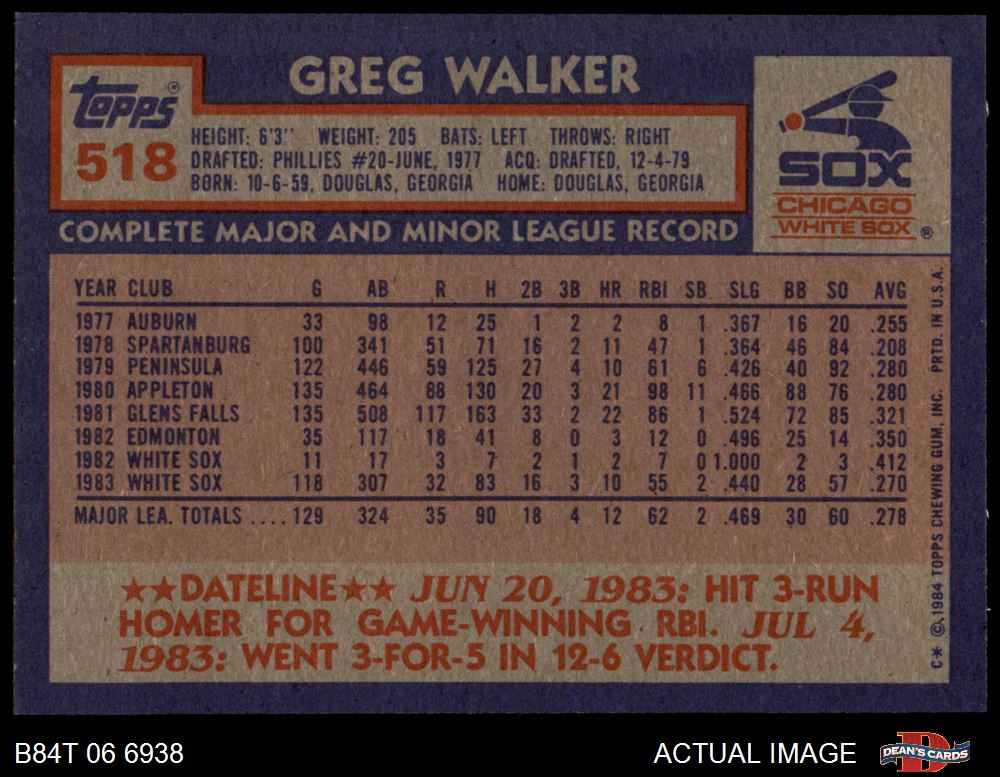 GREG WALKER
Topps®
518
HEIGHT: 6'3" WEIGHT: 205 BATS: LEFT THROWS: RIGHT
DRAFTED: PHILLIES #20-JUNE, 1977 ACQ: DRAFTED, 12-4-79
BORN: 10-6-59, DOUGLAS, GEORGIA HOME: DOUGLAS, GEORGIA
SOX
CHICAGO
WHITE SOX ®
COMPLETE MAJOR AND MINOR LEAGUE RECORD
YEAR CLUB G AB R H 2B 3B HR RBI SB SLG BB SO AVG
1977 AUBURN 33 98 12 25 1 2 2 8 1 .367 16 20 .255
1978 SPARTANBURG 100 341 51 71 16 2 11 47 1 .364 46 84 .208
1979 PENINSULA 122 446 59 125 27 4 10 61 6 .426 40 92 .280
1980 APPLETON 135 464 88 130 20 3 21 98 11 .466 88 76 .280
1981 GLENS FALLS 135 508 117 163 33 2 22 86 1 .524 72 85 .321
1982 EDMONTON 35 117 18 41 8 0 3 12 0 .496 25 14 .350
1982 WHITE SOX 11 17 3 7 2 1 2 7 0 1.000 2 3 .412
1983 WHITE SOX 118 307 32 83 16 3 10 55 2 .440 28 57 .270
MAJOR LEA. TOTALS .... 129 324 35 90 18 4 12 62 2 .469 30 60 .278
★★DATELINE★★ JUN 20, 1983: HIT 3-RUN
HOMER FOR GAME-WINNING RBI. JUL 4,
1983: WENT 3-FOR-5 IN 12-6 VERDICT.
C* © 1984 TOPPS CHEWING GUM, INC. PRTD. IN U.S.A.
B84T 06 6938
ACTUAL IMAGE
DEAN'S CARDS